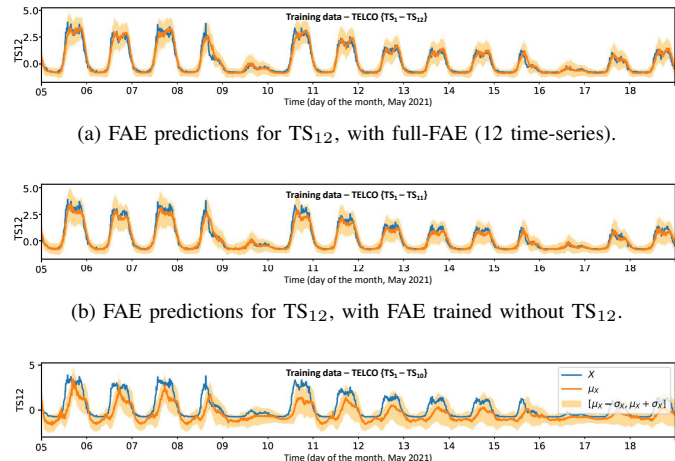 Training data – TELCO {TS₁ – TS₁₂}
5.0
2.5
0.0
TS12
05 06 07 08 09 10 11 12 13 14 15 16 17 18
Time (day of the month, May 2021)
(a) FAE predictions for TS₁₂, with full-FAE (12 time-series).
Training data – TELCO {TS₁ – TS₁₁}
5.0
2.5
0.0
TS12
05 06 07 08 09 10 11 12 13 14 15 16 17 18
Time (day of the month, May 2021)
(b) FAE predictions for TS₁₂, with FAE trained without TS₁₂.
Training data – TELCO {TS₁ – TS₁₀}
5
0
TS12
X
μₓ
[μₓ − σₓ, μₓ + σₓ]
05 06 07 08 09 10 11 12 13 14 15 16 17 18
Time (day of the month, May 2021)